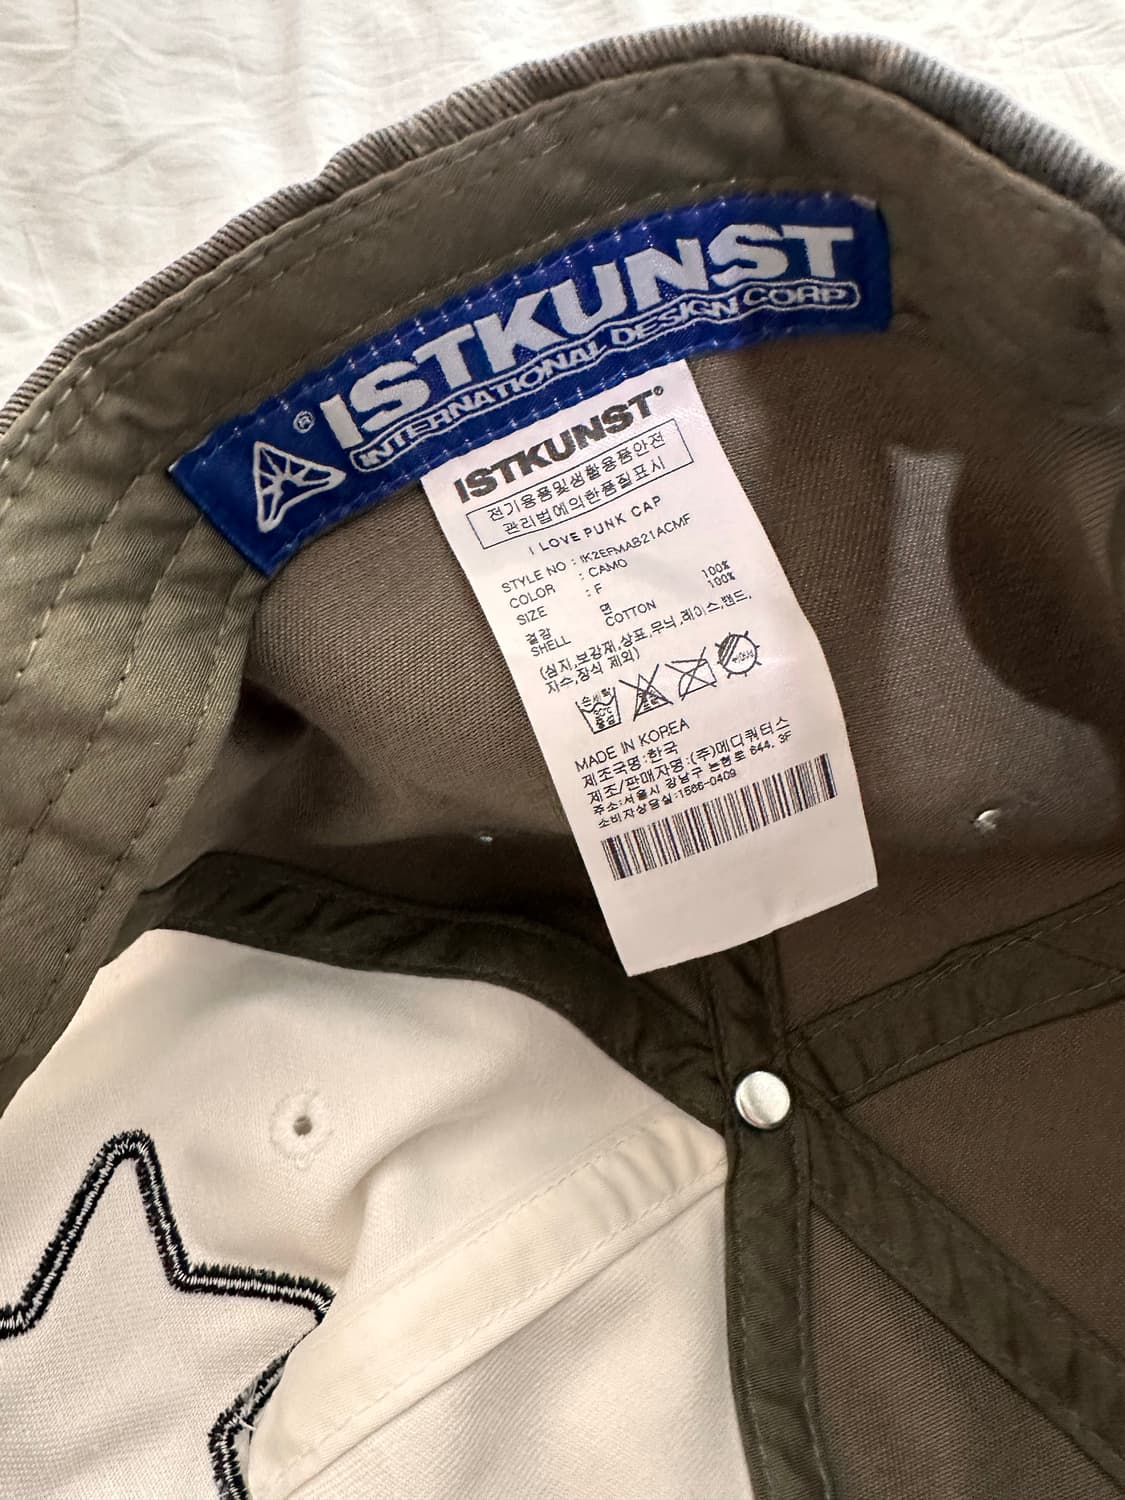 ISTKUNST
®
INTERNATIONAL DESIGN CORP
ISTKUNST®
전기용품및생활용품안전
관리법에의한품질표시
I LOVE PUNK CAP
STYLE NO : IK2EFMAB21ACMF
COLOR : CAMO
SIZE : F
겉감 면 100%
SHELL COTTON 100%
(심지,보강재,상표,무늬,레이스,밴드,
자수,장식 제외)
MADE IN KOREA
제조국명:한국
제조/판매자명:(주)메디쿼터스
주소:서울시 강남구 논현로 644, 3F
소비자상용실:1566-0409